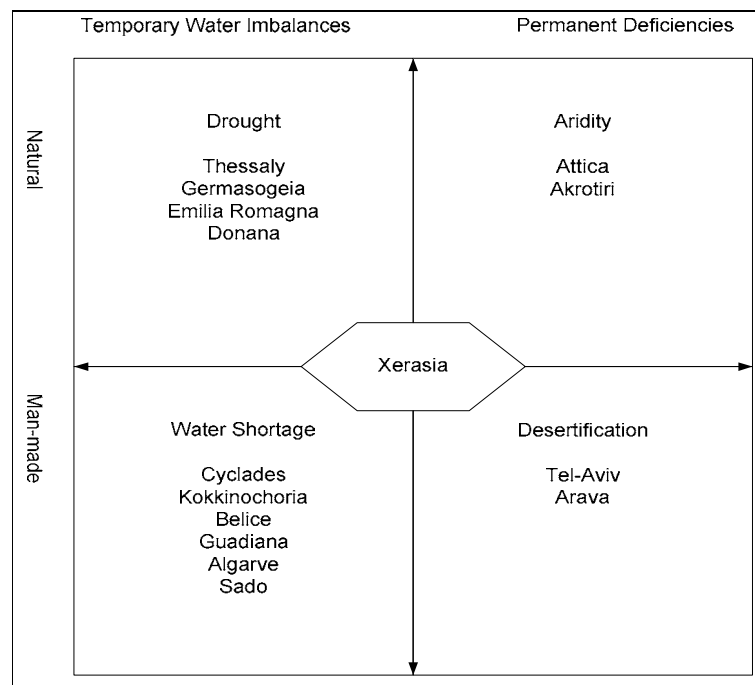 Temporary Water Imbalances
Permanent Deficiencies
Natural
Drought
Thessaly
Germasogeia
Emilia Romagna
Donana
Aridity
Attica
Akrotiri
Xerasia
Man-made
Water Shortage
Cyclades
Kokkinochoria
Belice
Guadiana
Algarve
Sado
Desertification
Tel-Aviv
Arava